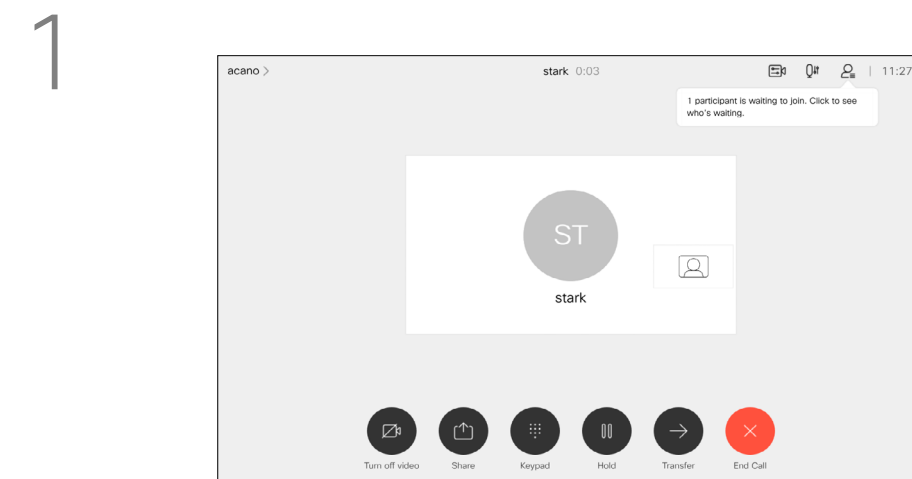 1
acano >
stark 0:03
11:27
1 participant is waiting to join. Click to see
who's waiting.
ST
stark
Turn off video
Share
Keypad
Hold
Transfer
End Call